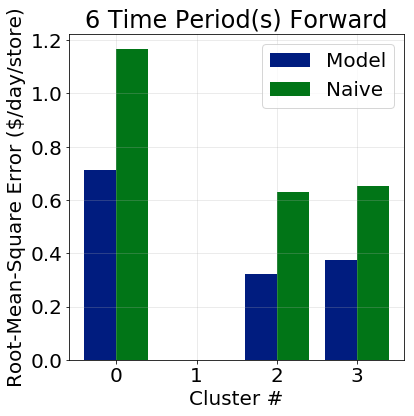 6 Time Period(s) Forward
Root-Mean-Square Error ($/day/store)
1.2
1.0
0.8
0.6
0.4
0.2
0.0
Model
Naive
0
1
2
3
Cluster #